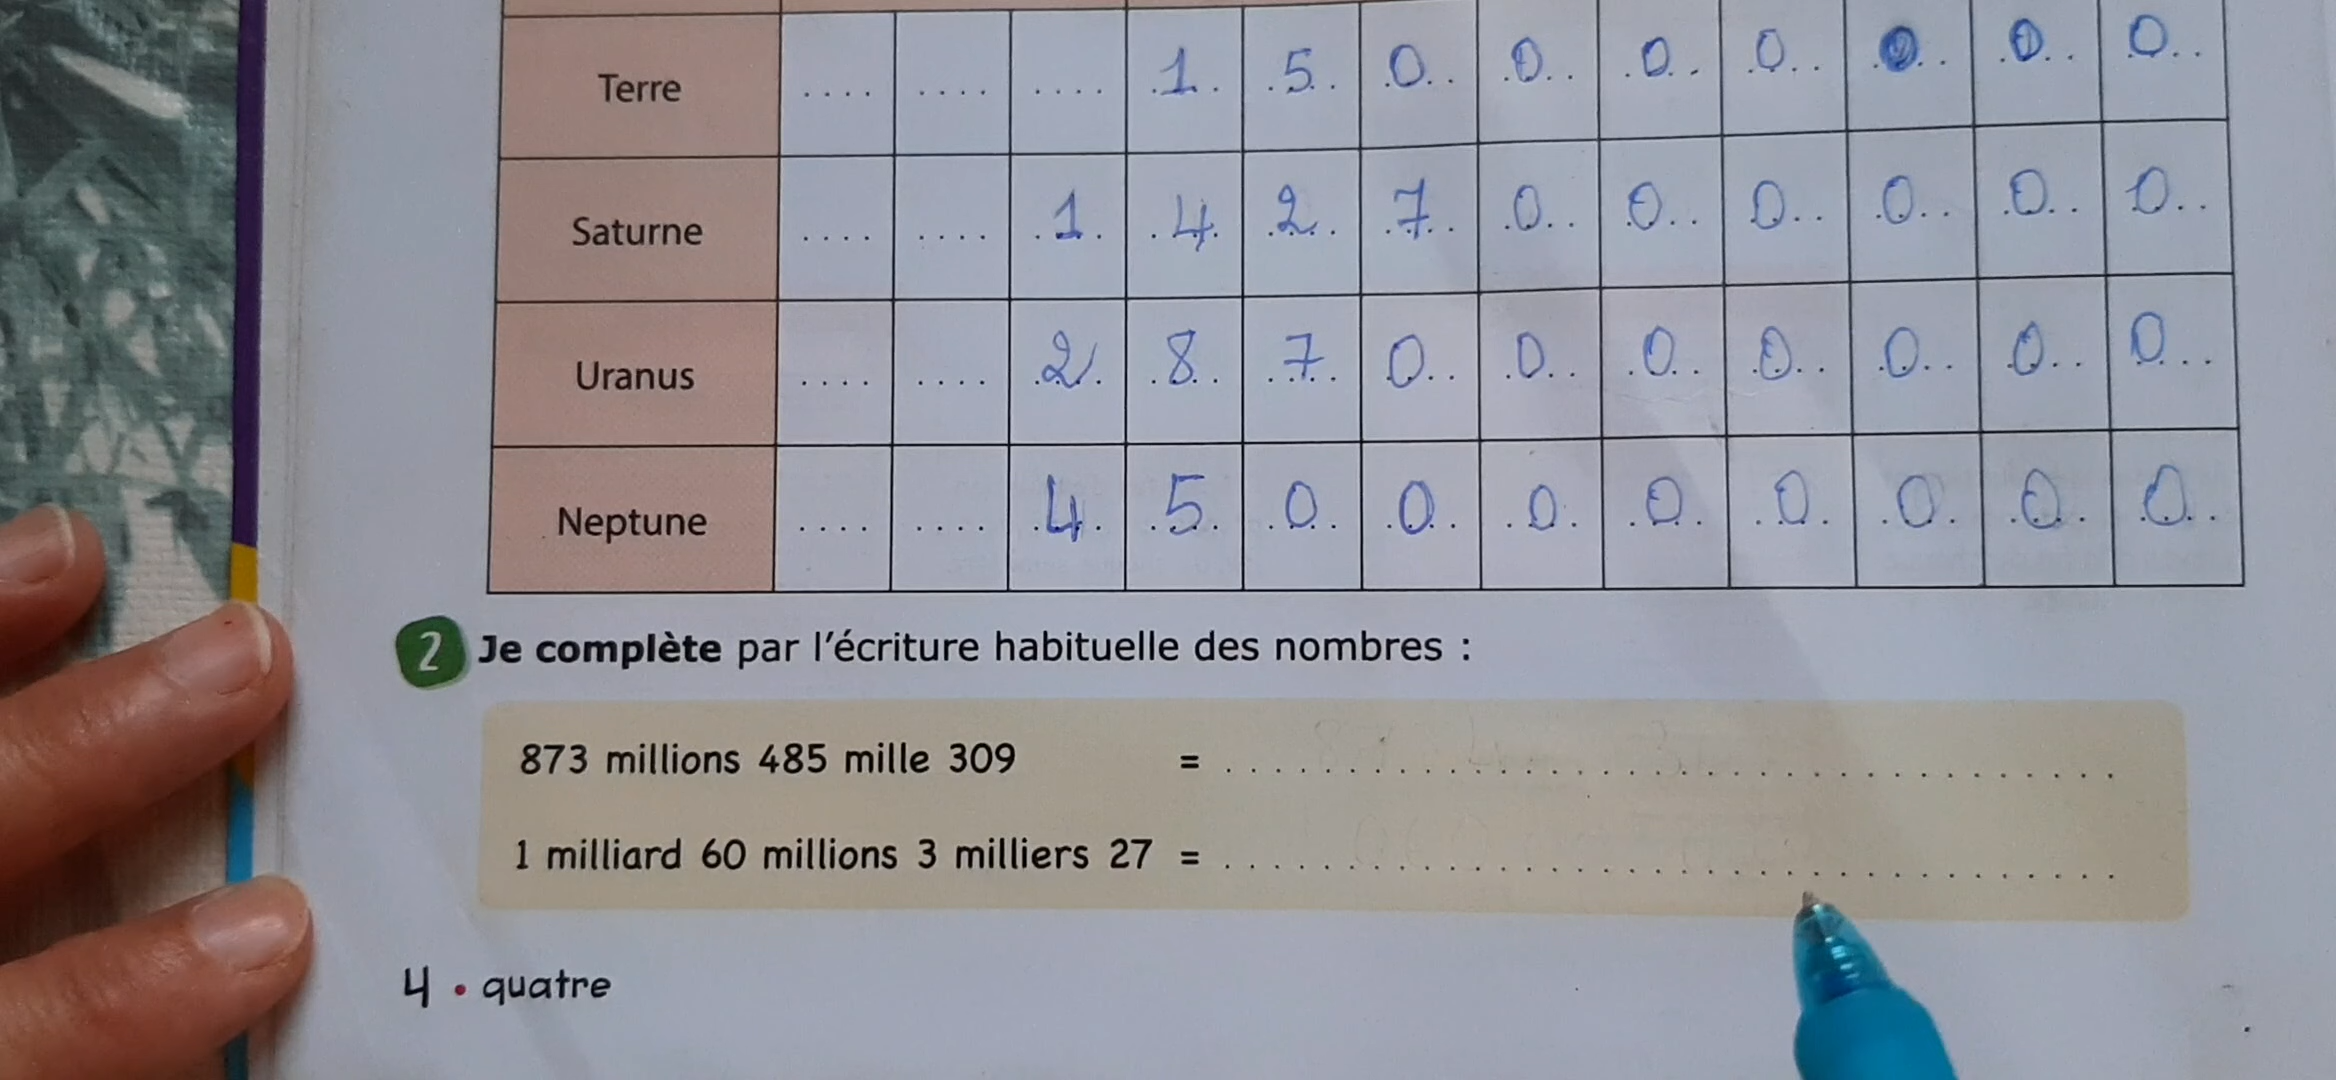 Terre .... .... .... 1 5 0 0 0 0 0 0 0
Saturne .... .... 1 4 2 7 0 0 0 0 0 0
Uranus .... .... 2 8 7 0 0 0 0 0 0 0
Neptune .... .... 4 5 0 0 0 0 0 0 0 0
2 Je complète par l'écriture habituelle des nombres :
873 millions 485 mille 309 = ....................................
1 milliard 60 millions 3 milliers 27 = ....................................
4 • quatre